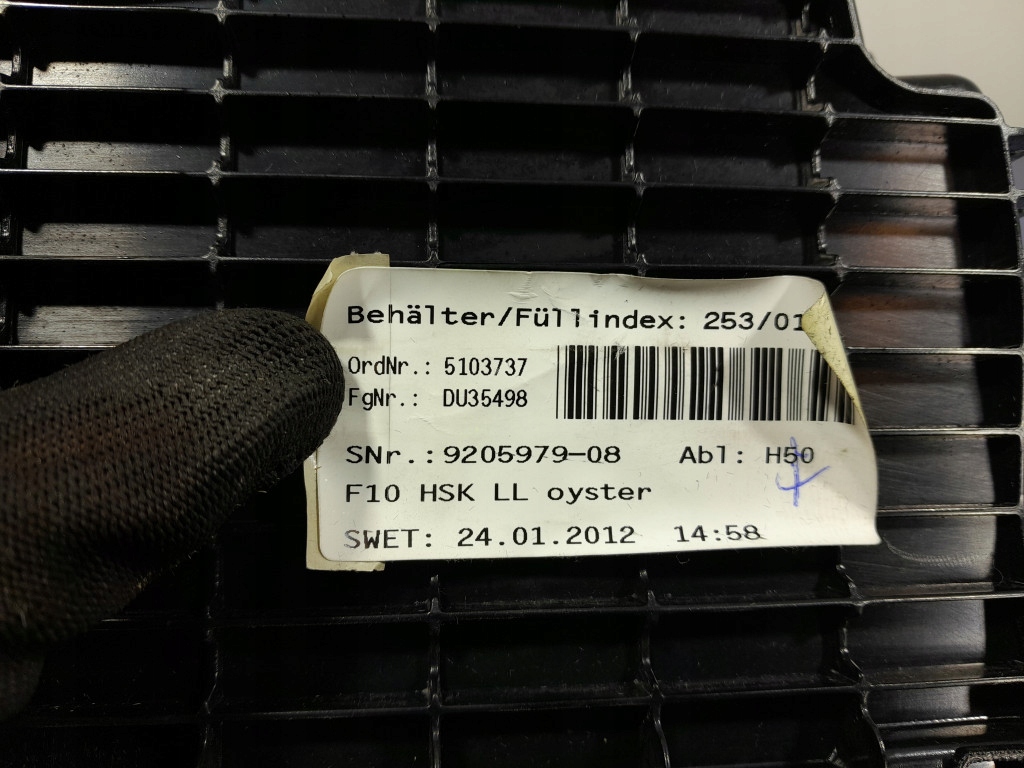 Behälter/Füllindex: 253/01
OrdNr.: 5103737
FgNr.: DU35498
SNr.: 9205979-08 Abl: H50
F10 HSK LL oyster
SWET: 24.01.2012 14:58